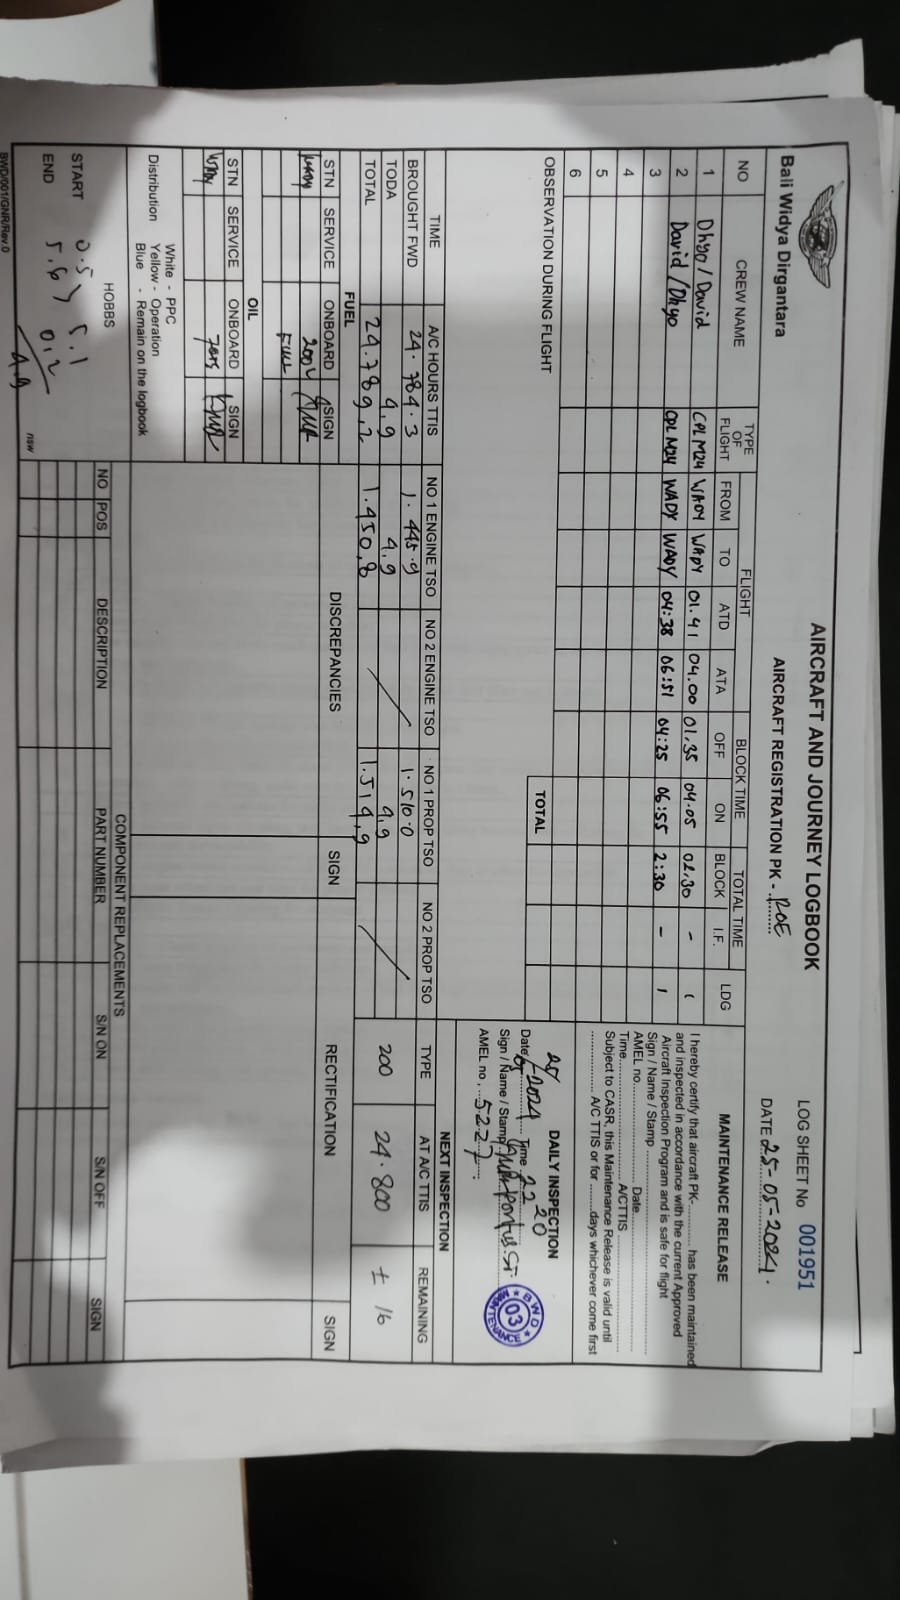 AIRCRAFT AND JOURNEY LOGBOOK
LOG SHEET No 001951
Bali Widya Dirgantara
AIRCRAFT REGISTRATION PK - ROE
DATE 25-05-2024.
NO CREW NAME TYPE OF FLIGHT FLIGHT BLOCK TIME TOTAL TIME LDG
FROM TO ATD ATA OFF ON BLOCK I.F.
1 Dhyo / David CPL M24 WADY WADY 01.41 04.00 01.35 04.05 02.30 - 1
2 David / Dhyo CPL M24 WADY WADY 04:38 06:51 04:25 06:55 2:30 - 1
3
4
5
6
MAINTENANCE RELEASE
I hereby certify that aircraft PK-.......... has been maintained
and inspected in accordance with the current Approved
Aircraft Inspection Program and is safe for flight
Sign / Name / Stamp
AMEL no. Date
Time A/CTTIS
Subject to CASR, this Maintenance Release is valid until
A/C TTIS or for ........days whichever come first
OBSERVATION DURING FLIGHT
TOTAL
DAILY INSPECTION
Date 25/05-2024 Time 22 20
Sign / Name / Stamp
AMEL no. 5227
BWD
03
MAINTENANCE
TIME A/C HOURS TTIS NO 1 ENGINE TSO NO 2 ENGINE TSO NO 1 PROP TSO NO 2 PROP TSO
BROUGHT FWD 24.784.3 1.445.9 1.510.0
TODA 4,9 4,9 4,9
TOTAL 24.789,2 1.450,8 1.514,9
NEXT INSPECTION
TYPE AT A/C TTIS REMAINING
200 24.800 ± 16
FUEL
STN SERVICE ONBOARD SIGN
WADY 200L
FULL
OIL
STN SERVICE ONBOARD SIGN
WADY 7QTS
DISCREPANCIES SIGN RECTIFICATION SIGN
Distribution White - PPC
Yellow - Operation
Blue - Remain on the logbook
HOBBS
START 0.5 > 5.1
END 5.6 0.2
4.9
nsw
COMPONENT REPLACEMENTS
NO POS DESCRIPTION PART NUMBER S/N ON S/N OFF SIGN
BWD/001/GNR/Rev.0